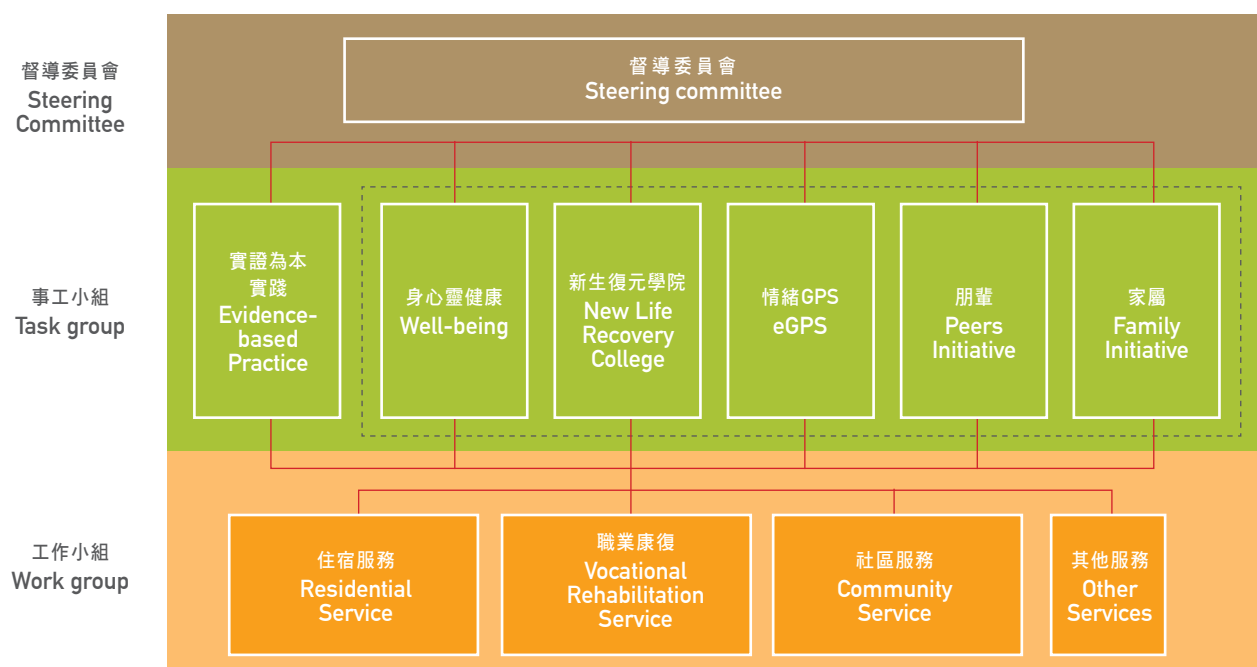 督導委員會
Steering
Committee
督導委員會
Steering committee
事工小組
Task group
實證為本
實踐
Evidence-
based
Practice
身心靈健康
Well-being
新生復元學院
New Life
Recovery
College
情緒GPS
eGPS
朋輩
Peers
Initiative
家屬
Family
Initiative
工作小組
Work group
住宿服務
Residential
Service
職業康復
Vocational
Rehabilitation
Service
社區服務
Community
Service
其他服務
Other
Services